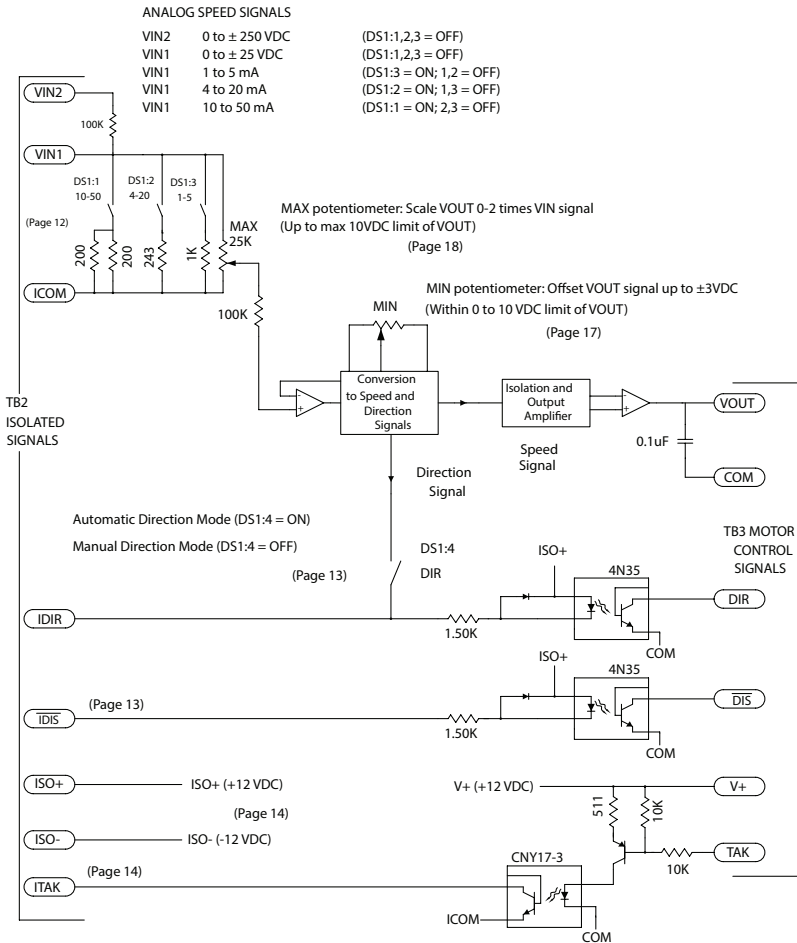 ANALOG SPEED SIGNALS
VIN2 0 to ± 250 VDC (DS1:1,2,3 = OFF)
VIN1 0 to ± 25 VDC (DS1:1,2,3 = OFF)
VIN1 1 to 5 mA (DS1:3 = ON; 1,2 = OFF)
VIN1 4 to 20 mA (DS1:2 = ON; 1,3 = OFF)
VIN1 10 to 50 mA (DS1:1 = ON; 2,3 = OFF)
VIN2
100K
VIN1
DS1:1
10-50
DS1:2
4-20
DS1:3
1-5
(Page 12)
200
200
243
1K
MAX
25K
ICOM
100K
MAX potentiometer: Scale VOUT 0-2 times VIN signal
(Up to max 10VDC limit of VOUT)
(Page 18)
MIN potentiometer: Offset VOUT signal up to ±3VDC
(Within 0 to 10 VDC limit of VOUT)
(Page 17)
MIN
-
+
Conversion
to Speed and
Direction
Signals
Isolation and
Output
Amplifier
-
+
VOUT
0.1uF
COM
TB2
ISOLATED
SIGNALS
Speed
Signal
Direction
Signal
Automatic Direction Mode (DS1:4 = ON)
Manual Direction Mode (DS1:4 = OFF)
(Page 13)
DS1:4
DIR
TB3 MOTOR
CONTROL
SIGNALS
ISO+
4N35
IDIR
1.50K
DIR
COM
ISO+
4N35
IDIS
(Page 13)
1.50K
DIS
COM
ISO+
ISO+ (+12 VDC)
(Page 14)
V+ (+12 VDC)
V+
511
10K
ISO-
ISO- (-12 VDC)
TAK
10K
CNY17-3
ITAK
(Page 14)
ICOM
COM